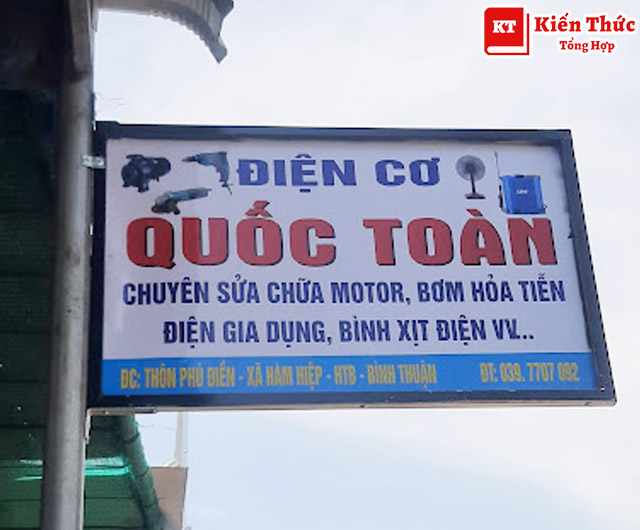 KT Kiến Thức
Tổng Hợp
ĐIỆN CƠ
QUỐC TOÀN
CHUYÊN SỬA CHỮA MOTOR, BƠM HỎA TIỄN
ĐIỆN GIA DỤNG, BÌNH XỊT ĐIỆN VV...
ĐC: THÔN PHÚ ĐIỀN - XÃ HÀM HIỆP - HTB - BÌNH THUẬN ĐT: 039. 7707 092